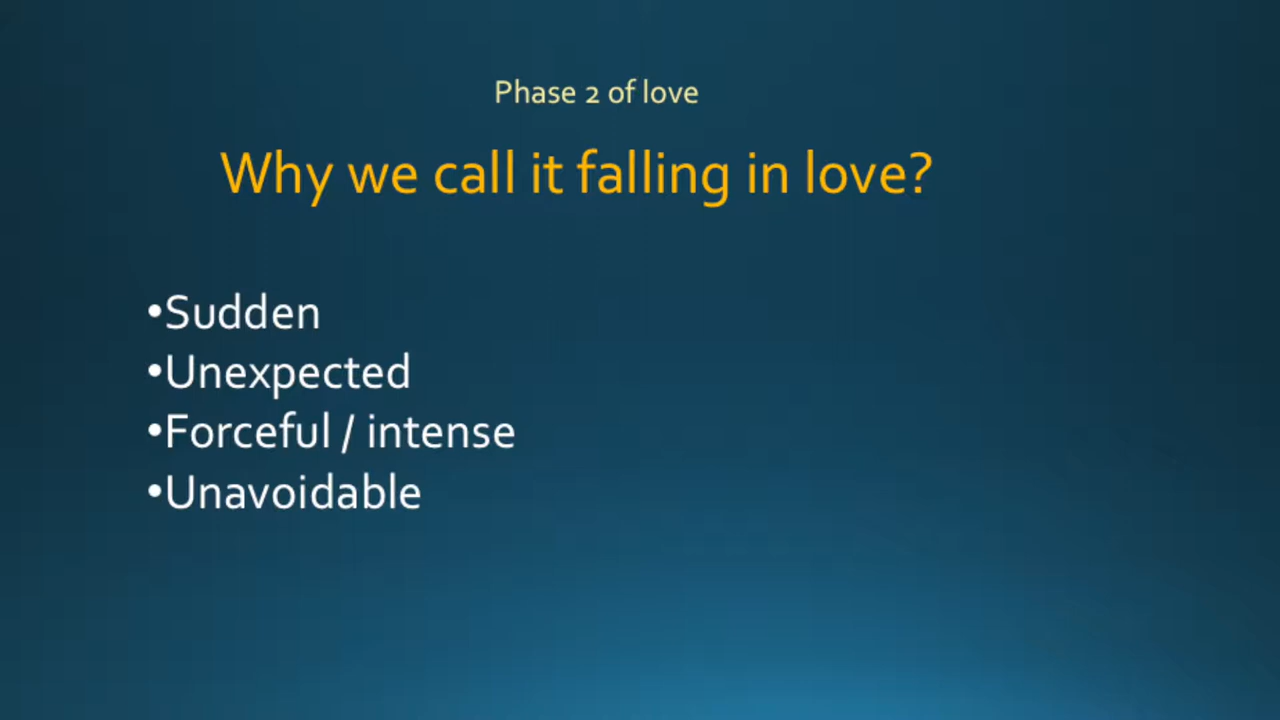 Phase 2 of love
Why we call it falling in love?
•Sudden
•Unexpected
•Forceful / intense
•Unavoidable